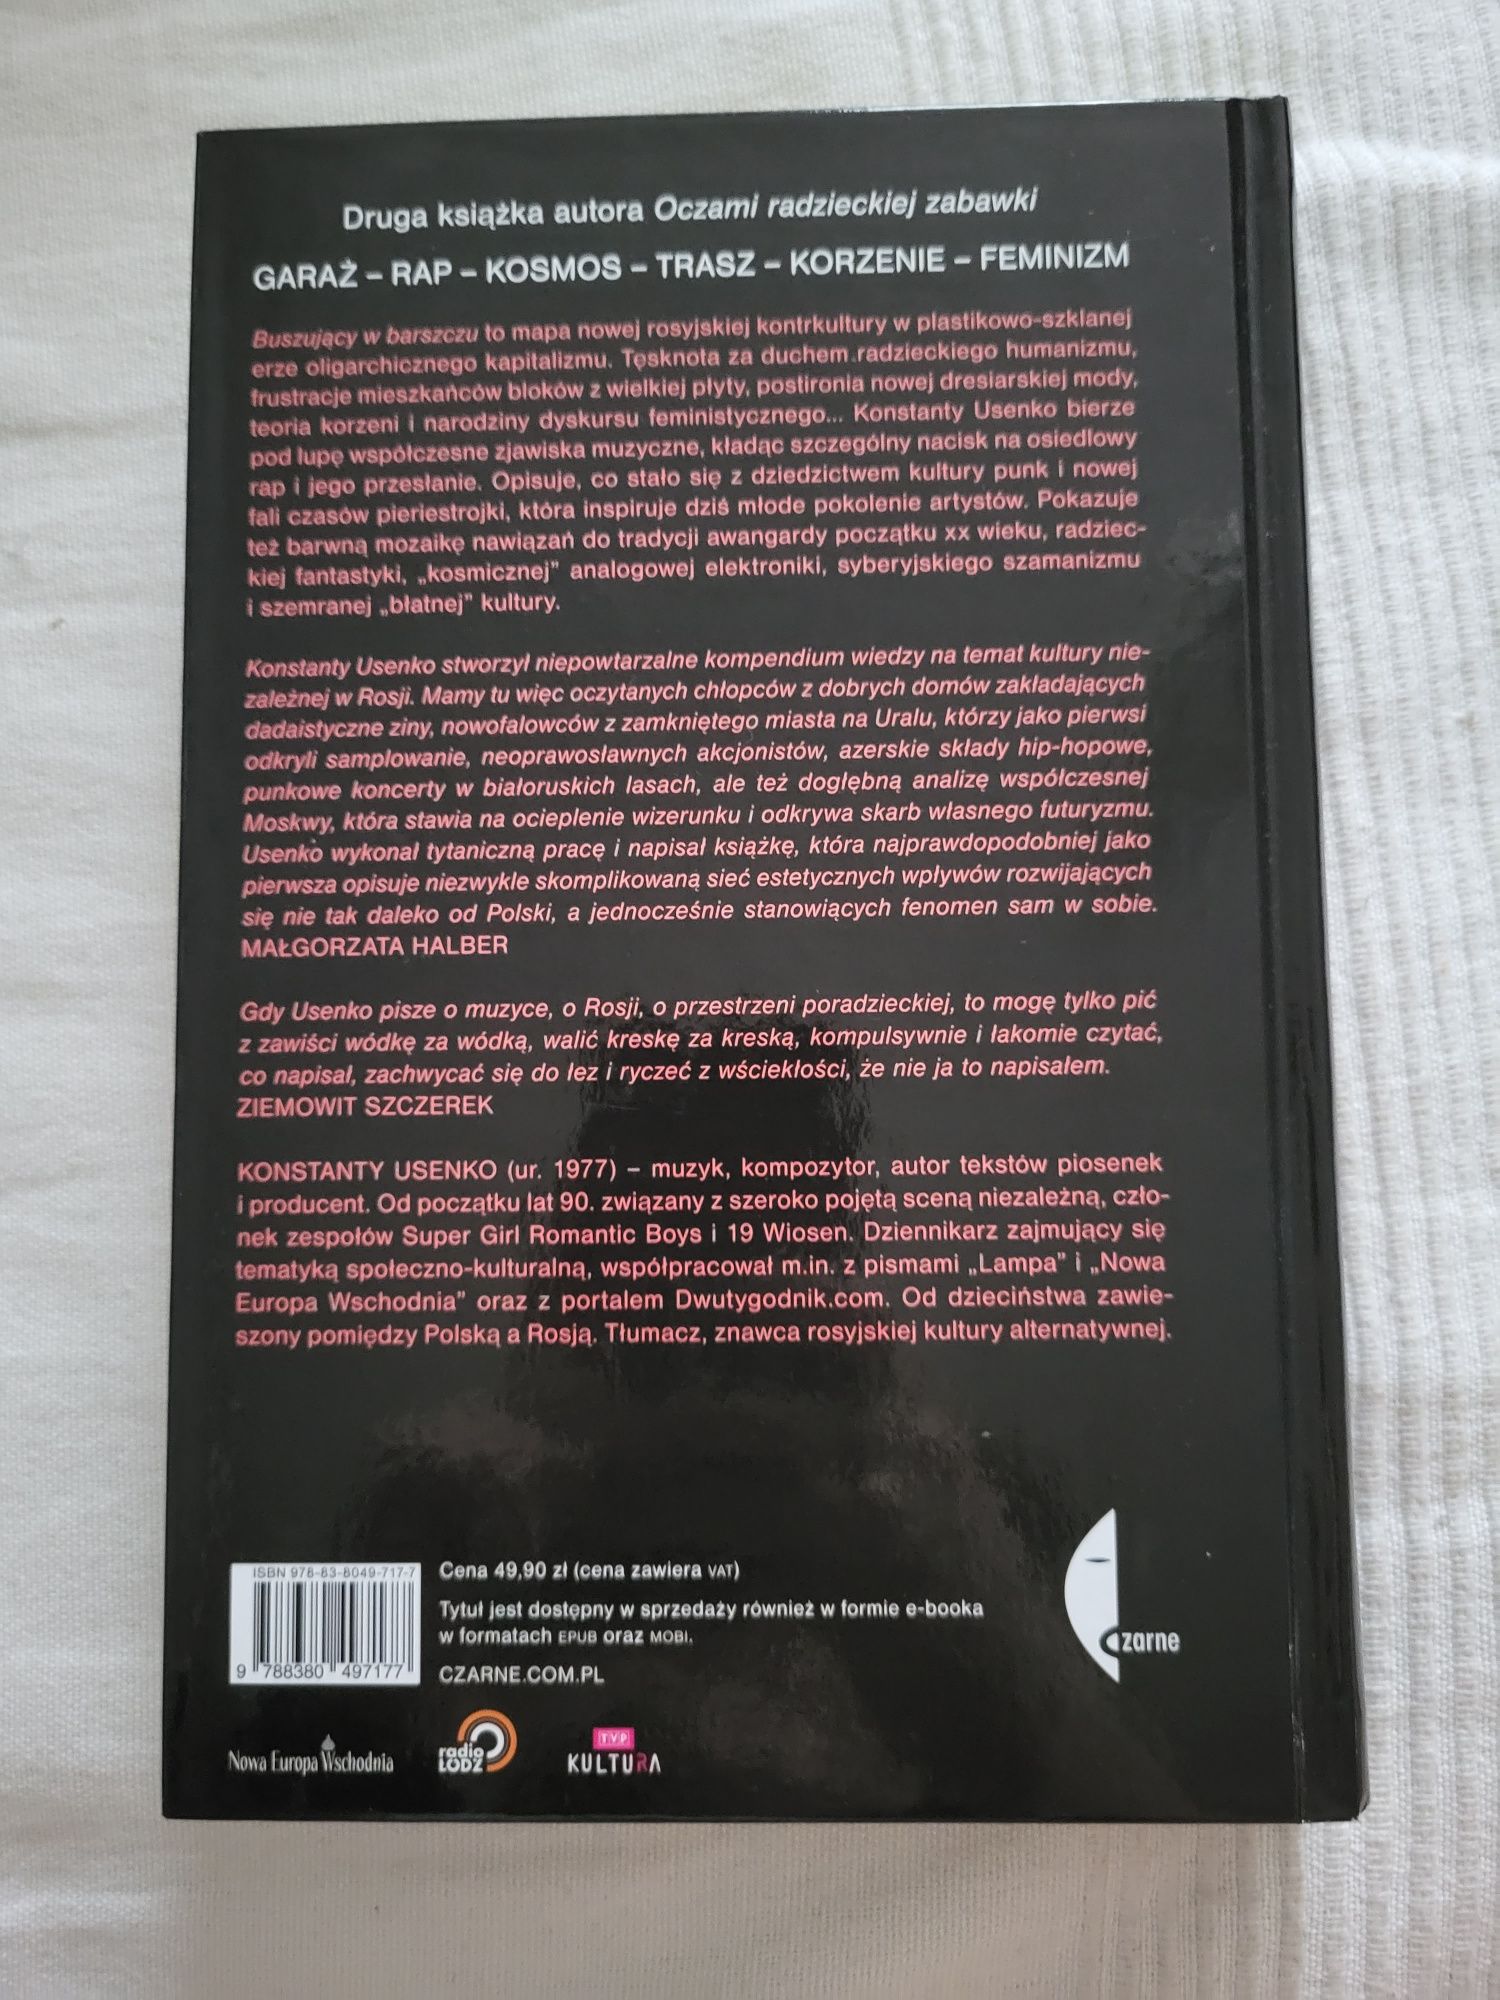 Druga książka autora Oczami radzieckiej zabawki
GARAŻ – RAP – KOSMOS – TRASZ – KORZENIE – FEMINIZM
Buszujący w barszczu to mapa nowej rosyjskiej kontrkultury w plastikowo-szklanej
erze oligarchicznego kapitalizmu. Tęsknota za duchem radzieckiego humanizmu,
frustracje mieszkańców bloków z wielkiej płyty, postironia nowej dresiarskiej mody,
teoria korzeni i narodziny dyskursu feministycznego... Konstanty Usenko bierze
pod lupę współczesne zjawiska muzyczne, kładąc szczególny nacisk na osiedlowy
rap i jego przesłanie. Opisuje, co stało się z dziedzictwem kultury punk i nowej
fali czasów pieriestrojki, która inspiruje dziś młode pokolenie artystów. Pokazuje
też barwną mozaikę nawiązań do tradycji awangardy początku XX wieku, radziec-
kiej fantastyki, „kosmicznej” analogowej elektroniki, syberyjskiego szamanizmu
i szemranej „błatnej” kultury.
Konstanty Usenko stworzył niepowtarzalne kompendium wiedzy na temat kultury nie-
zależnej w Rosji. Mamy tu więc oczytanych chłopców z dobrych domów zakładających
dadaistyczne ziny, nowofalowców z zamkniętego miasta na Uralu, którzy jako pierwsi
odkryli samplowanie, neoprawosławnych akcjonistów, azerskie składy hip-hopowe,
punkowe koncerty w białoruskich lasach, ale też dogłębną analizę współczesnej
Moskwy, która stawia na ocieplenie wizerunku i odkrywa skarb własnego futuryzmu.
Usenko wykonał tytaniczną pracę i napisał książkę, która najprawdopodobniej jako
pierwsza opisuje niezwykle skomplikowaną sieć estetycznych wpływów rozwijających
się nie tak daleko od Polski, a jednocześnie stanowiących fenomen sam w sobie.
MAŁGORZATA HALBER
Gdy Usenko pisze o muzyce, o Rosji, o przestrzeni poradzieckiej, to mogę tylko pić
z zawiści wódkę za wódką, walić kreskę za kreską, kompulsywnie i łakomie czytać,
co napisał, zachwycać się do łez i ryczeć z wściekłości, że nie ja to napisałem.
ZIEMOWIT SZCZEREK
KONSTANTY USENKO (ur. 1977) – muzyk, kompozytor, autor tekstów piosenek
i producent. Od początku lat 90. związany z szeroko pojętą sceną niezależną, czło-
nek zespołów Super Girl Romantic Boys i 19 Wiosen. Dziennikarz zajmujący się
tematyką społeczno-kulturalną, współpracował m.in. z pismami „Lampa” i „Nowa
Europa Wschodnia” oraz z portalem Dwutygodnik.com. Od dzieciństwa zawie-
szony pomiędzy Polską a Rosją. Tłumacz, znawca rosyjskiej kultury alternatywnej.
ISBN 978-83-8049-717-7
9 788380 497177
Cena 49,90 zł (cena zawiera VAT)
Tytuł jest dostępny w sprzedaży również w formie e-booka
w formatach EPUB oraz MOBI.
CZARNE.COM.PL
czarne
Nowa Europa Wschodnia
radio
ŁÓDŹ
TVP
KULTURA